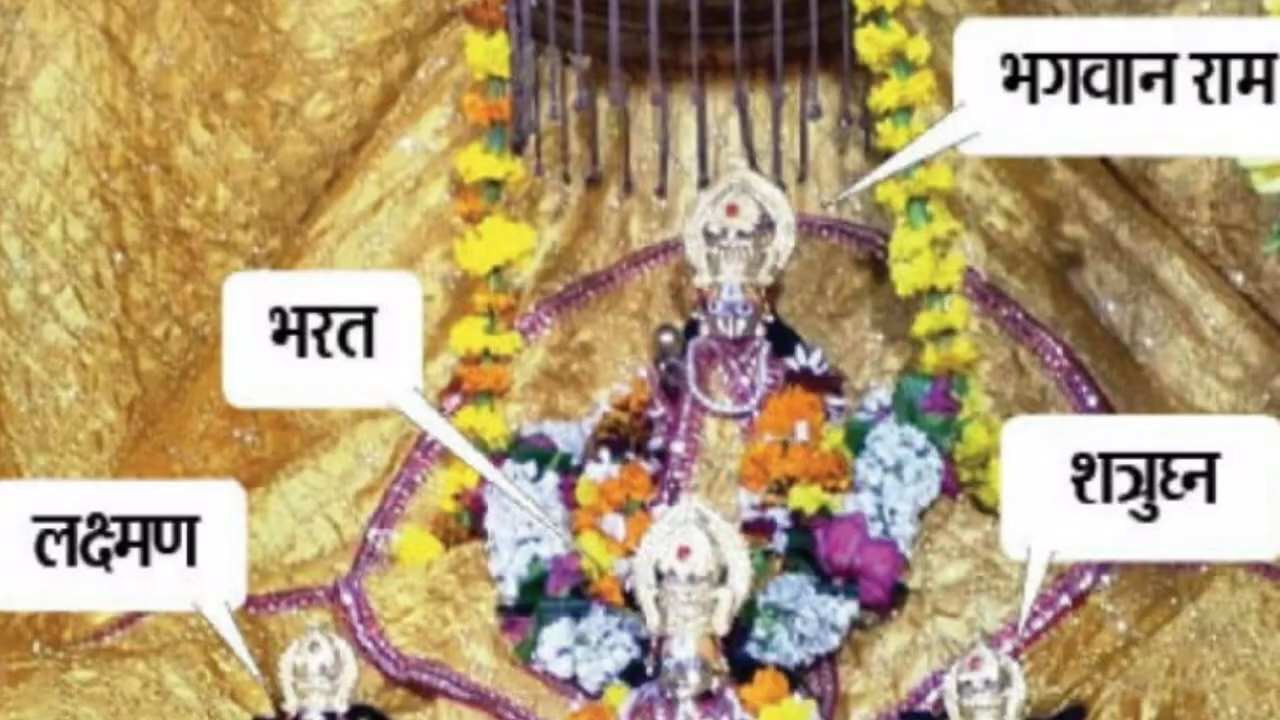 भगवान राम
भरत
शत्रुघ्न
लक्ष्मण